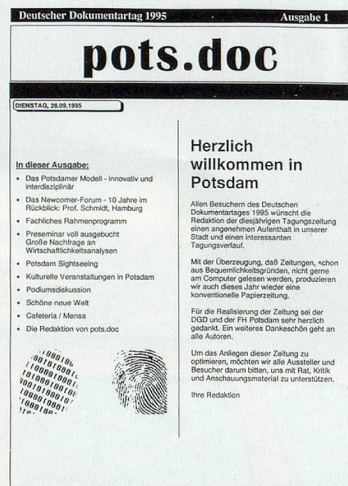 Deutscher Dokumentartag 1995 Ausgabe 1
pots.doc
DIENSTAG, 26.09.1995
In dieser Ausgabe:
• Das Potsdamer Modell - innovativ und
interdisziplinär
• Das Newcomer-Forum - 10 Jahre im
Rückblick: Prof. Schmidt, Hamburg
• Fachliches Rahmenprogramm
• Preseminar voll ausgebucht
Große Nachfrage an
Wirtschaftlichkeitsanalysen
• Potsdam Sightseeing
• Kulturelle Veranstaltungen in Potsdam
• Podiumsdiskussion
• Schöne neue Welt
• Cafeteria / Mensa
• Die Redaktion von pots.doc
Herzlich
willkommen in
Potsdam
Allen Besuchern des Deutschen
Dokumentartages 1995 wünscht die
Redaktion der diesjährigen Tagungszeitung
einen angenehmen Aufenthalt in unserer
Stadt und einen interessanten
Tagungsverlauf.
Mit der Überzeugung, daß Zeitungen, schon
aus Bequemlichkeitsgründen, nicht gerne
am Computer gelesen werden, produzieren
wir auch dieses Jahr wieder eine
konventionelle Papierzeitung.
Für die Realisierung der Zeitung sei der
DGD und der FH Potsdam sehr herzlich
gedankt. Ein weiteres Dankeschön geht an
alle Autoren.
Um das Anliegen dieser Zeitung zu
optimieren, möchten wir alle Aussteller und
Besucher darum bitten, uns mit Rat, Kritik
und Anschauungsmaterial zu unterstützen.
Ihre Redaktion